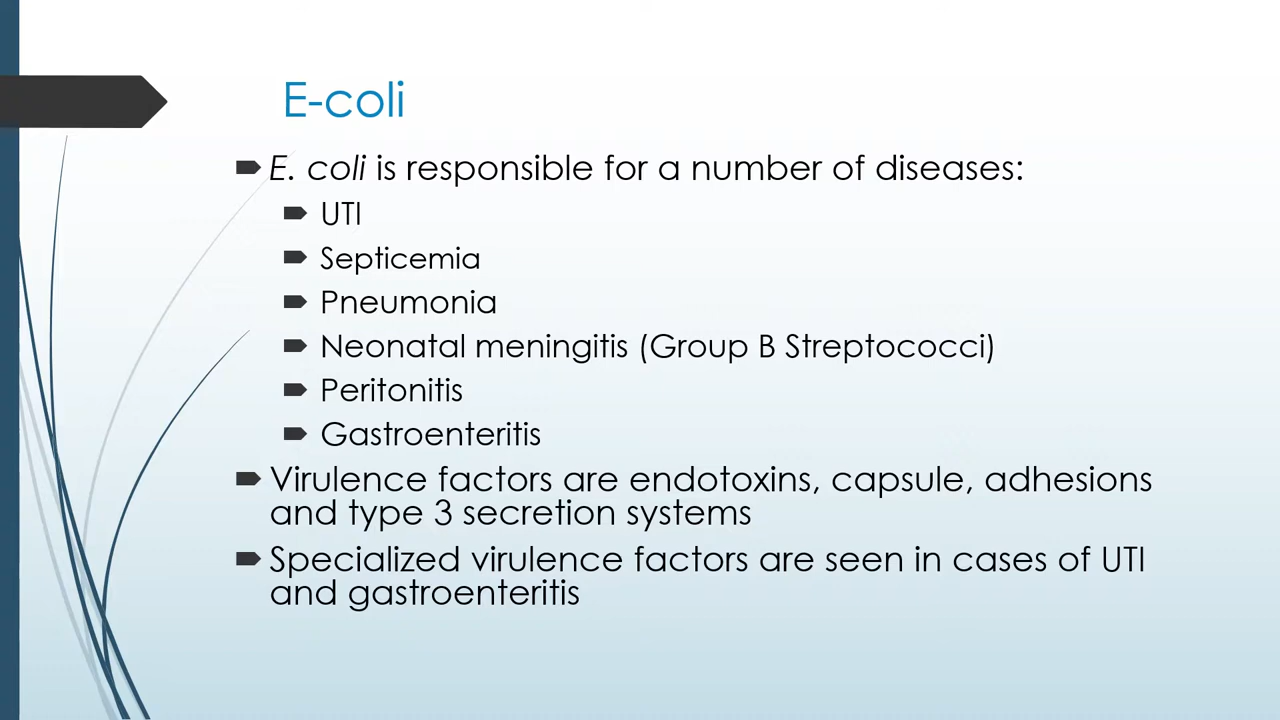 E-coli
E. coli is responsible for a number of diseases:
UTI
Septicemia
Pneumonia
Neonatal meningitis (Group B Streptococci)
Peritonitis
Gastroenteritis
Virulence factors are endotoxins, capsule, adhesions
and type 3 secretion systems
Specialized virulence factors are seen in cases of UTI
and gastroenteritis